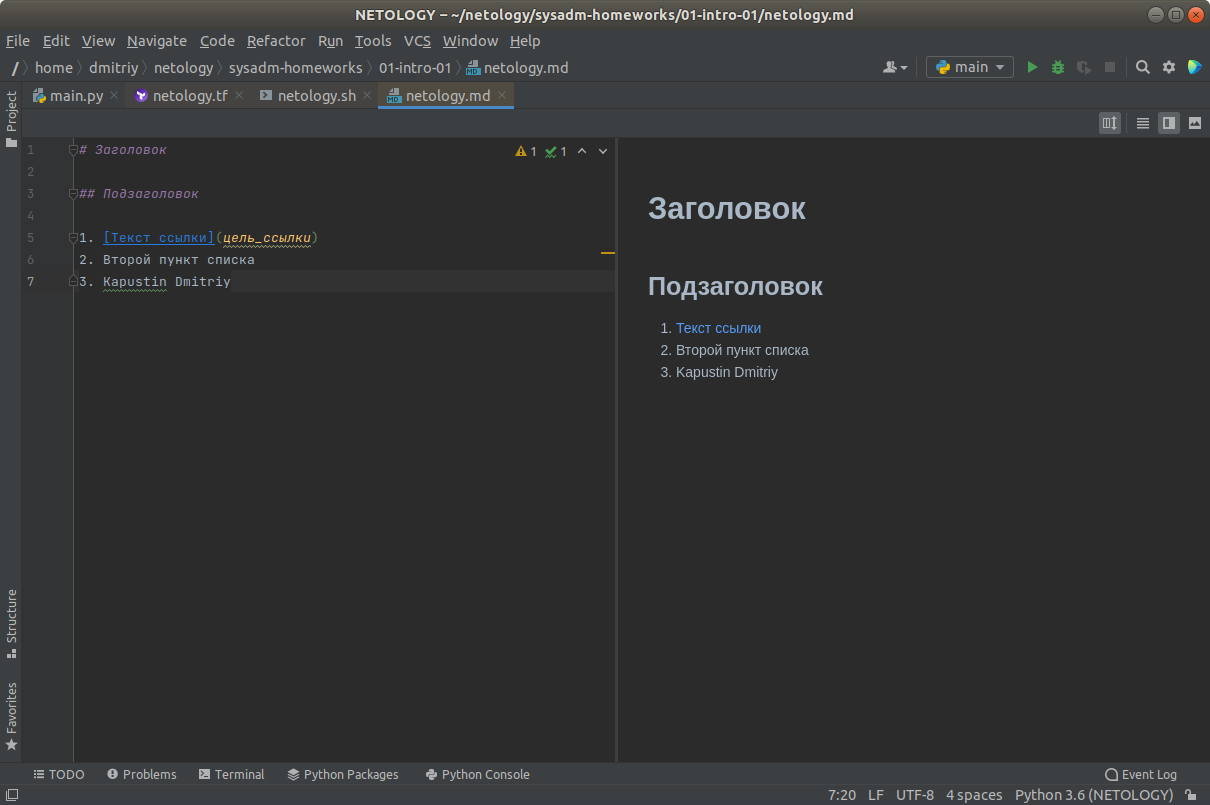 NETOLOGY – ~/netology/sysadm-homeworks/01-intro-01/netology.md
File Edit View Navigate Code Refactor Run Tools VCS Window Help
/ home dmitriy netology sysadm-homeworks 01-intro-01 netology.md main
Project
main.py netology.tf netology.sh netology.md
1 # Заголовок
1 1
2
3 ## Подзаголовок
4
5 1. [Текст ссылки](цель_ссылки)
6 2. Второй пункт списка
7 3. Kapustin Dmitriy
Заголовок
Подзаголовок
1. Текст ссылки
2. Второй пункт списка
3. Kapustin Dmitriy
Structure
Favorites
TODO Problems Terminal Python Packages Python Console Event Log
7:20 LF UTF-8 4 spaces Python 3.6 (NETOLOGY)